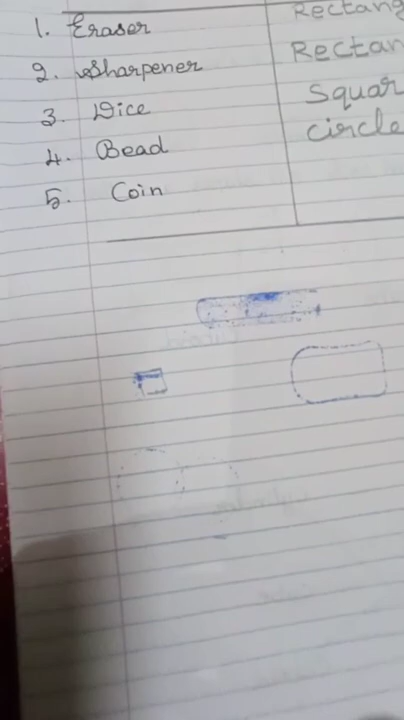 1. Eraser Rectang
2. Sharpener Rectan
3. Dice Squar
4. Bead circle
5. Coin